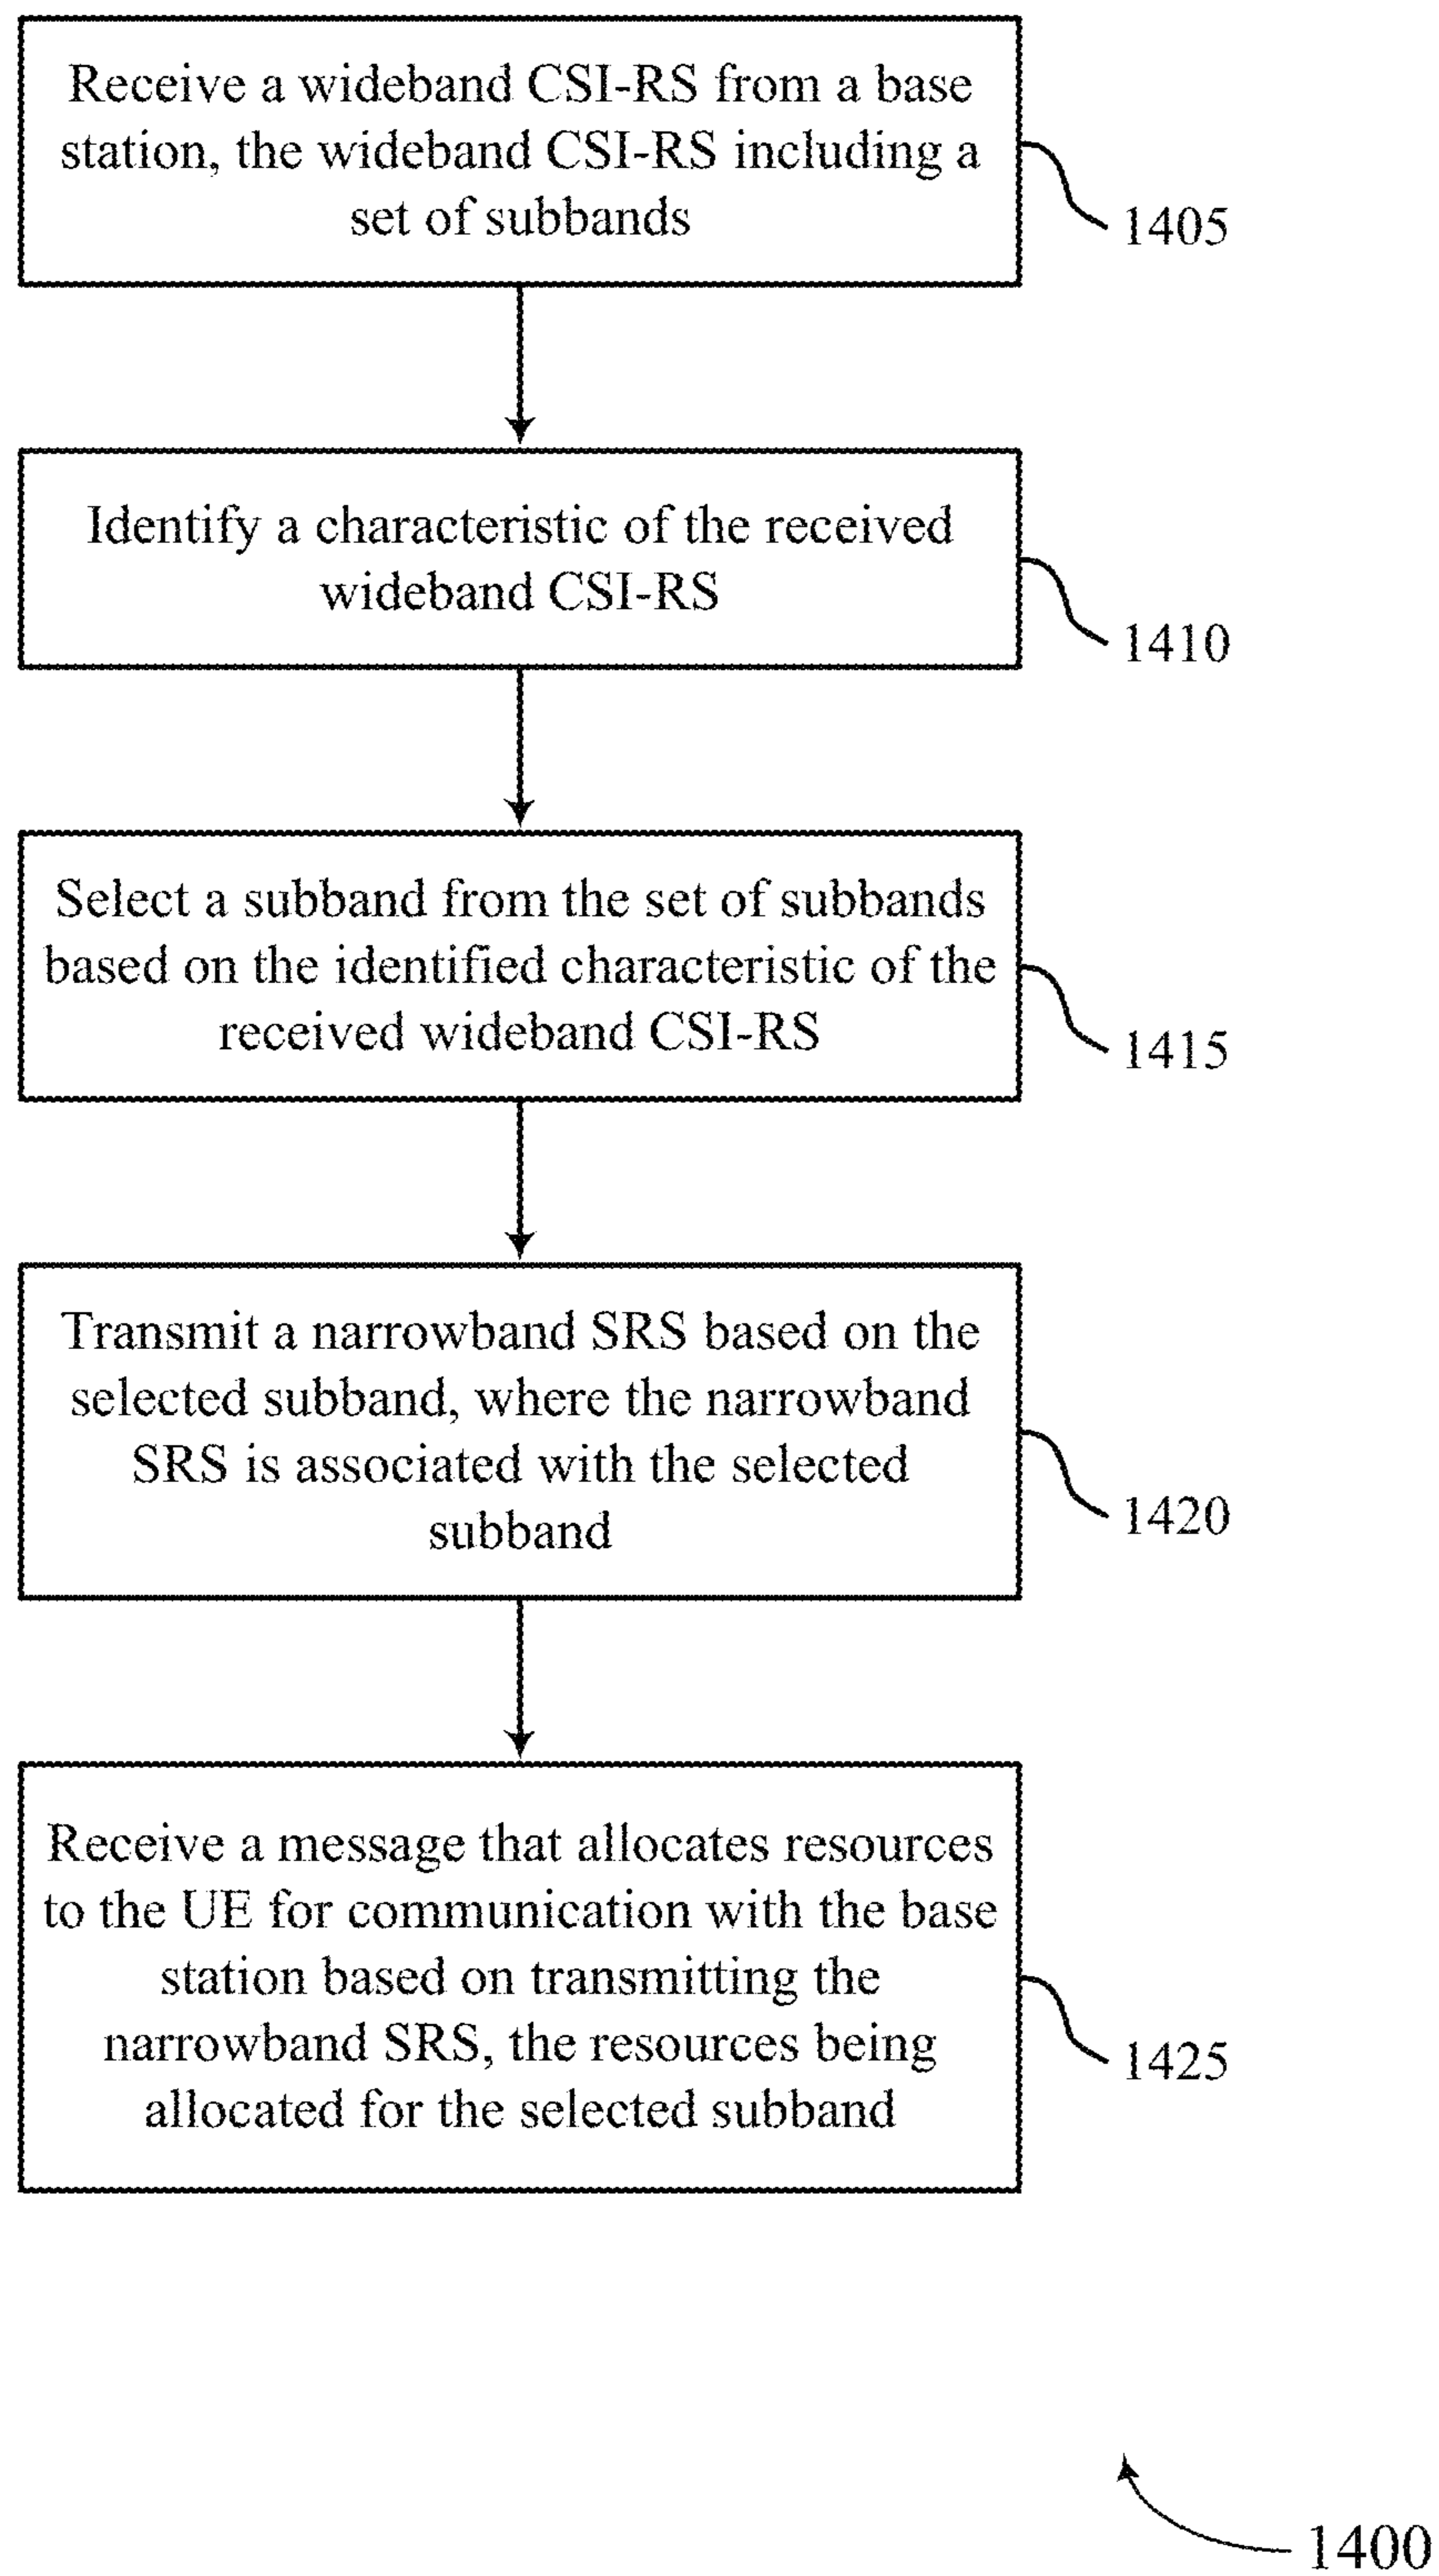 Receive a wideband CSI-RS from a base
station, the wideband CSI-RS including a
set of subbands
1405
Identify a characteristic of the received
wideband CSI-RS
1410
Select a subband from the set of subbands
based on the identified characteristic of the
received wideband CSI-RS
1415
Transmit a narrowband SRS based on the
selected subband, where the narrowband
SRS is associated with the selected
subband
1420
Receive a message that allocates resources
to the UE for communication with the base
station based on transmitting the
narrowband SRS, the resources being
allocated for the selected subband
1425
1400